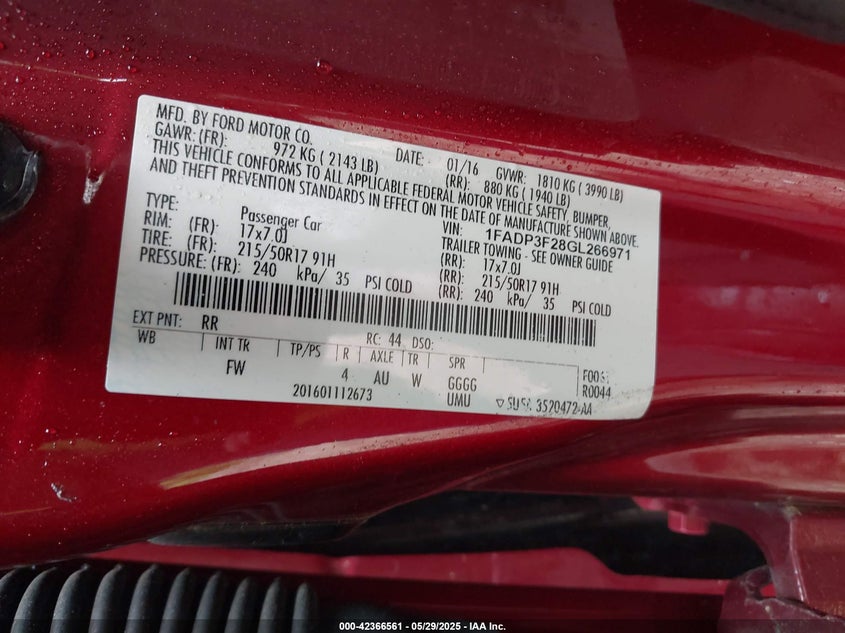 MFD. BY FORD MOTOR CO.
GAWR: (FR): 972 KG ( 2143 LB) DATE: 01/16 GVWR: 1810 KG ( 3990 LB)
(RR): 880 KG ( 1940 LB)
THIS VEHICLE CONFORMS TO ALL APPLICABLE FEDERAL MOTOR VEHICLE SAFETY, BUMPER,
AND THEFT PREVENTION STANDARDS IN EFFECT ON THE DATE OF MANUFACTURE SHOWN ABOVE.
VIN: 1FADP3F28GL266971
TYPE: Passenger Car TRAILER TOWING - SEE OWNER GUIDE
RIM: (FR) 17x7.0J (RR): 17x7.0J
TIRE: (FR): 215/50R17 91H (RR): 215/50R17 91H
PRESSURE: (FR): 240 kPa/ 35 PSI COLD (RR): 240 kPa/ 35 PSI COLD
EXT PNT: RR RC: 44 DSO:
WB INT TR TP/PS R AXLE TR SPR
FW 4 AU W GGGG
R0044
201601112673 UMU 3520472-AA
000-42366561 - 05/29/2025 - IAA Inc.